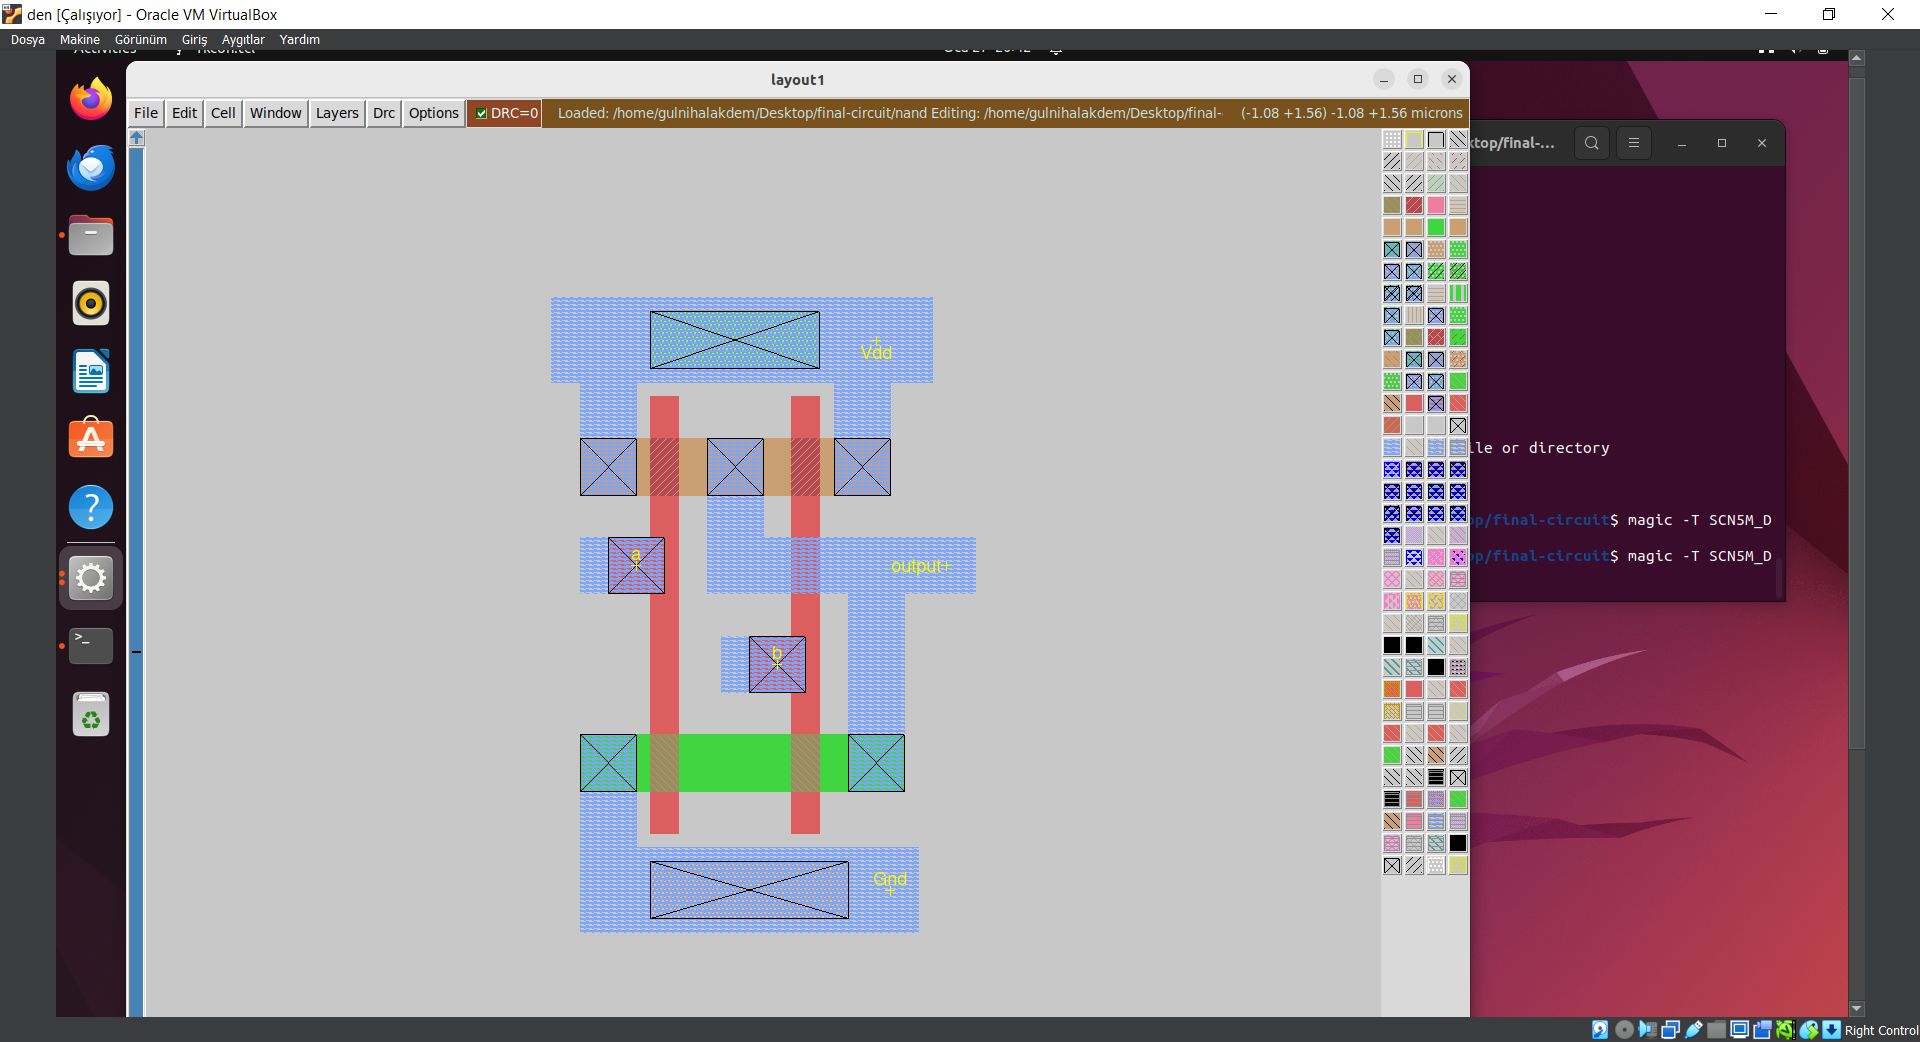 den [Çalışıyor] - Oracle VM VirtualBox
Dosya Makine Görünüm Giriş Aygıtlar Yardım
layout1
File Edit Cell Window Layers Drc Options DRC=0 Loaded: /home/gulnihalakdem/Desktop/final-circuit/nand Editing: /home/gulnihalakdem/Desktop/final- (-1.08 +1.56) -1.08 +1.56 microns
ktop/final-...
Vdd
ile or directory
a
output
op/final-circuit$ magic -T SCN5M_D
op/final-circuit$ magic -T SCN5M_D
b
Gnd
Right Control